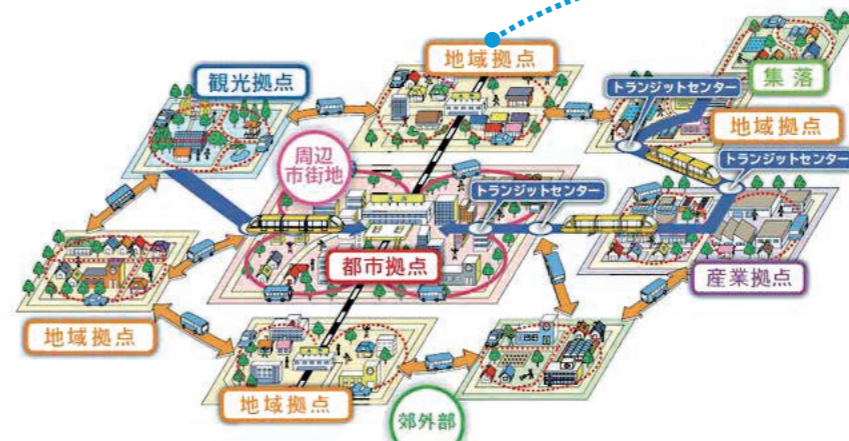 地域拠点
観光拠点
集落
トランジットセンター
地域拠点
周辺
市街地
トランジットセンター
トランジットセンター
都市拠点
産業拠点
地域拠点
地域拠点
郊外部